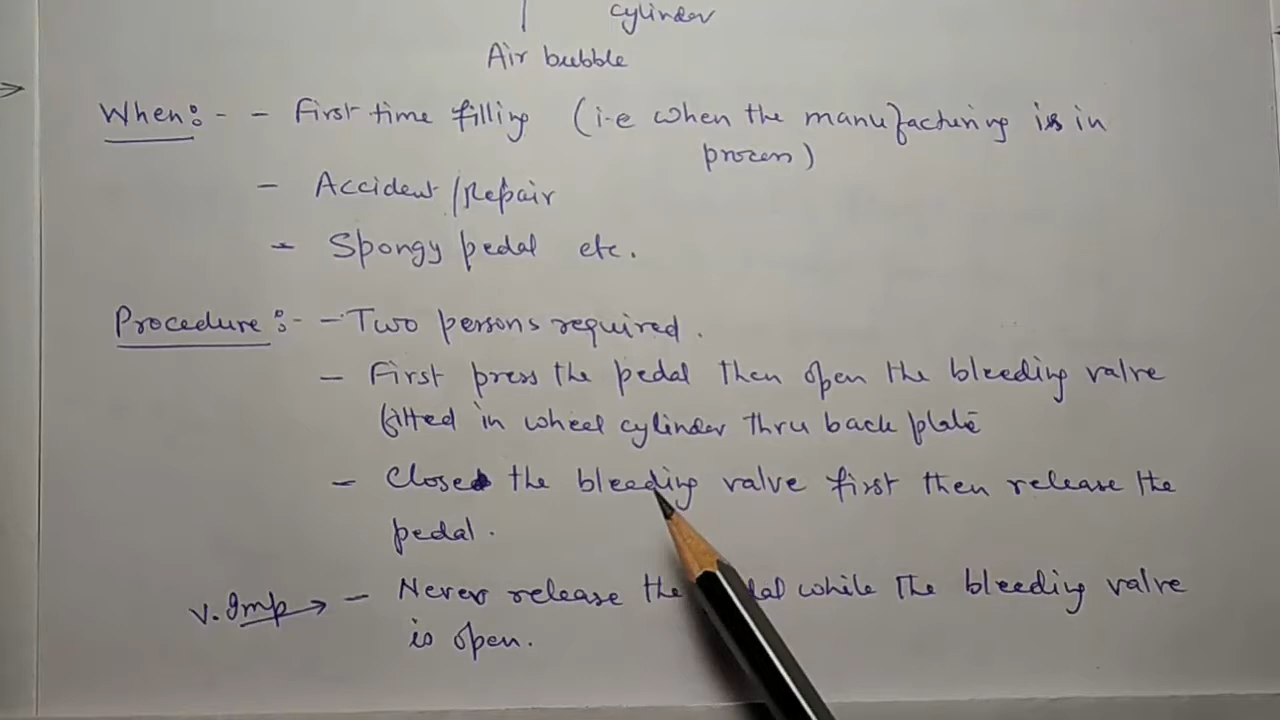 cylinder
Air bubble
When:- - First time filling (i.e when the manufacturing is in
process)
- Accident/Repair
- Spongy pedal etc.
Procedure:- - Two persons required.
- First press the pedal then open the bleeding valve
fitted in wheel cylinder thru back plate
- Close the bleeding valve first then release the
pedal.
V. Imp → - Never release the dal while the bleeding valve
is open.